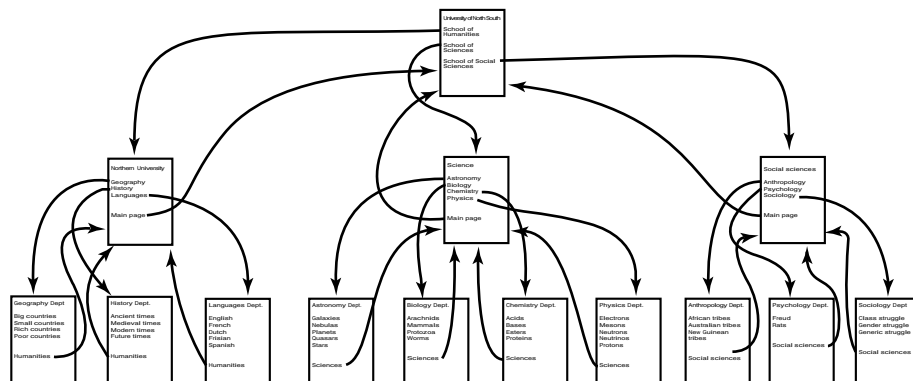 University of North South
School of
Humanities
School of
Sciences
School of Social
Sciences
Northern University
Geography
History
Languages
Main page
Science
Astronomy
Biology
Chemistry
Physics
Main page
Social sciences
Anthropology
Psychology
Sociology
Main page
Geography Dept
Big countries
Small countries
Rich countries
Poor countries
Humanities
History Dept.
Ancient times
Medieval times
Modern times
Future times
Humanities
Languages Dept.
English
French
Dutch
Frisian
Spanish
Humanities
Astronomy Dept.
Galaxies
Nebulas
Planets
Quasars
Stars
Sciences
Biology Dept.
Arachnids
Mammals
Protozoa
Worms
Sciences
Chemistry Dept.
Acids
Bases
Esters
Proteins
Sciences
Physics Dept.
Electrons
Mesons
Neutrons
Neutrinos
Protons
Sciences
Anthropology Dept.
African tribes
Australian tribes
New Guinean
tribes
Social sciences
Psychology Dept.
Freud
Rats
Social sciences
Sociology Dept
Class struggle
Gender struggle
Generic struggle
Social sciences